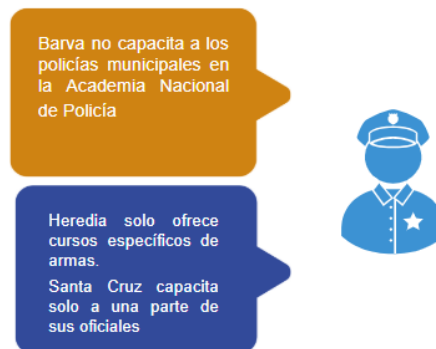 Barva no capacita a los
policías municipales en
la Academia Nacional
de Policía
Heredia solo ofrece
cursos específicos de
armas.
Santa Cruz capacita
solo a una parte de
sus oficiales